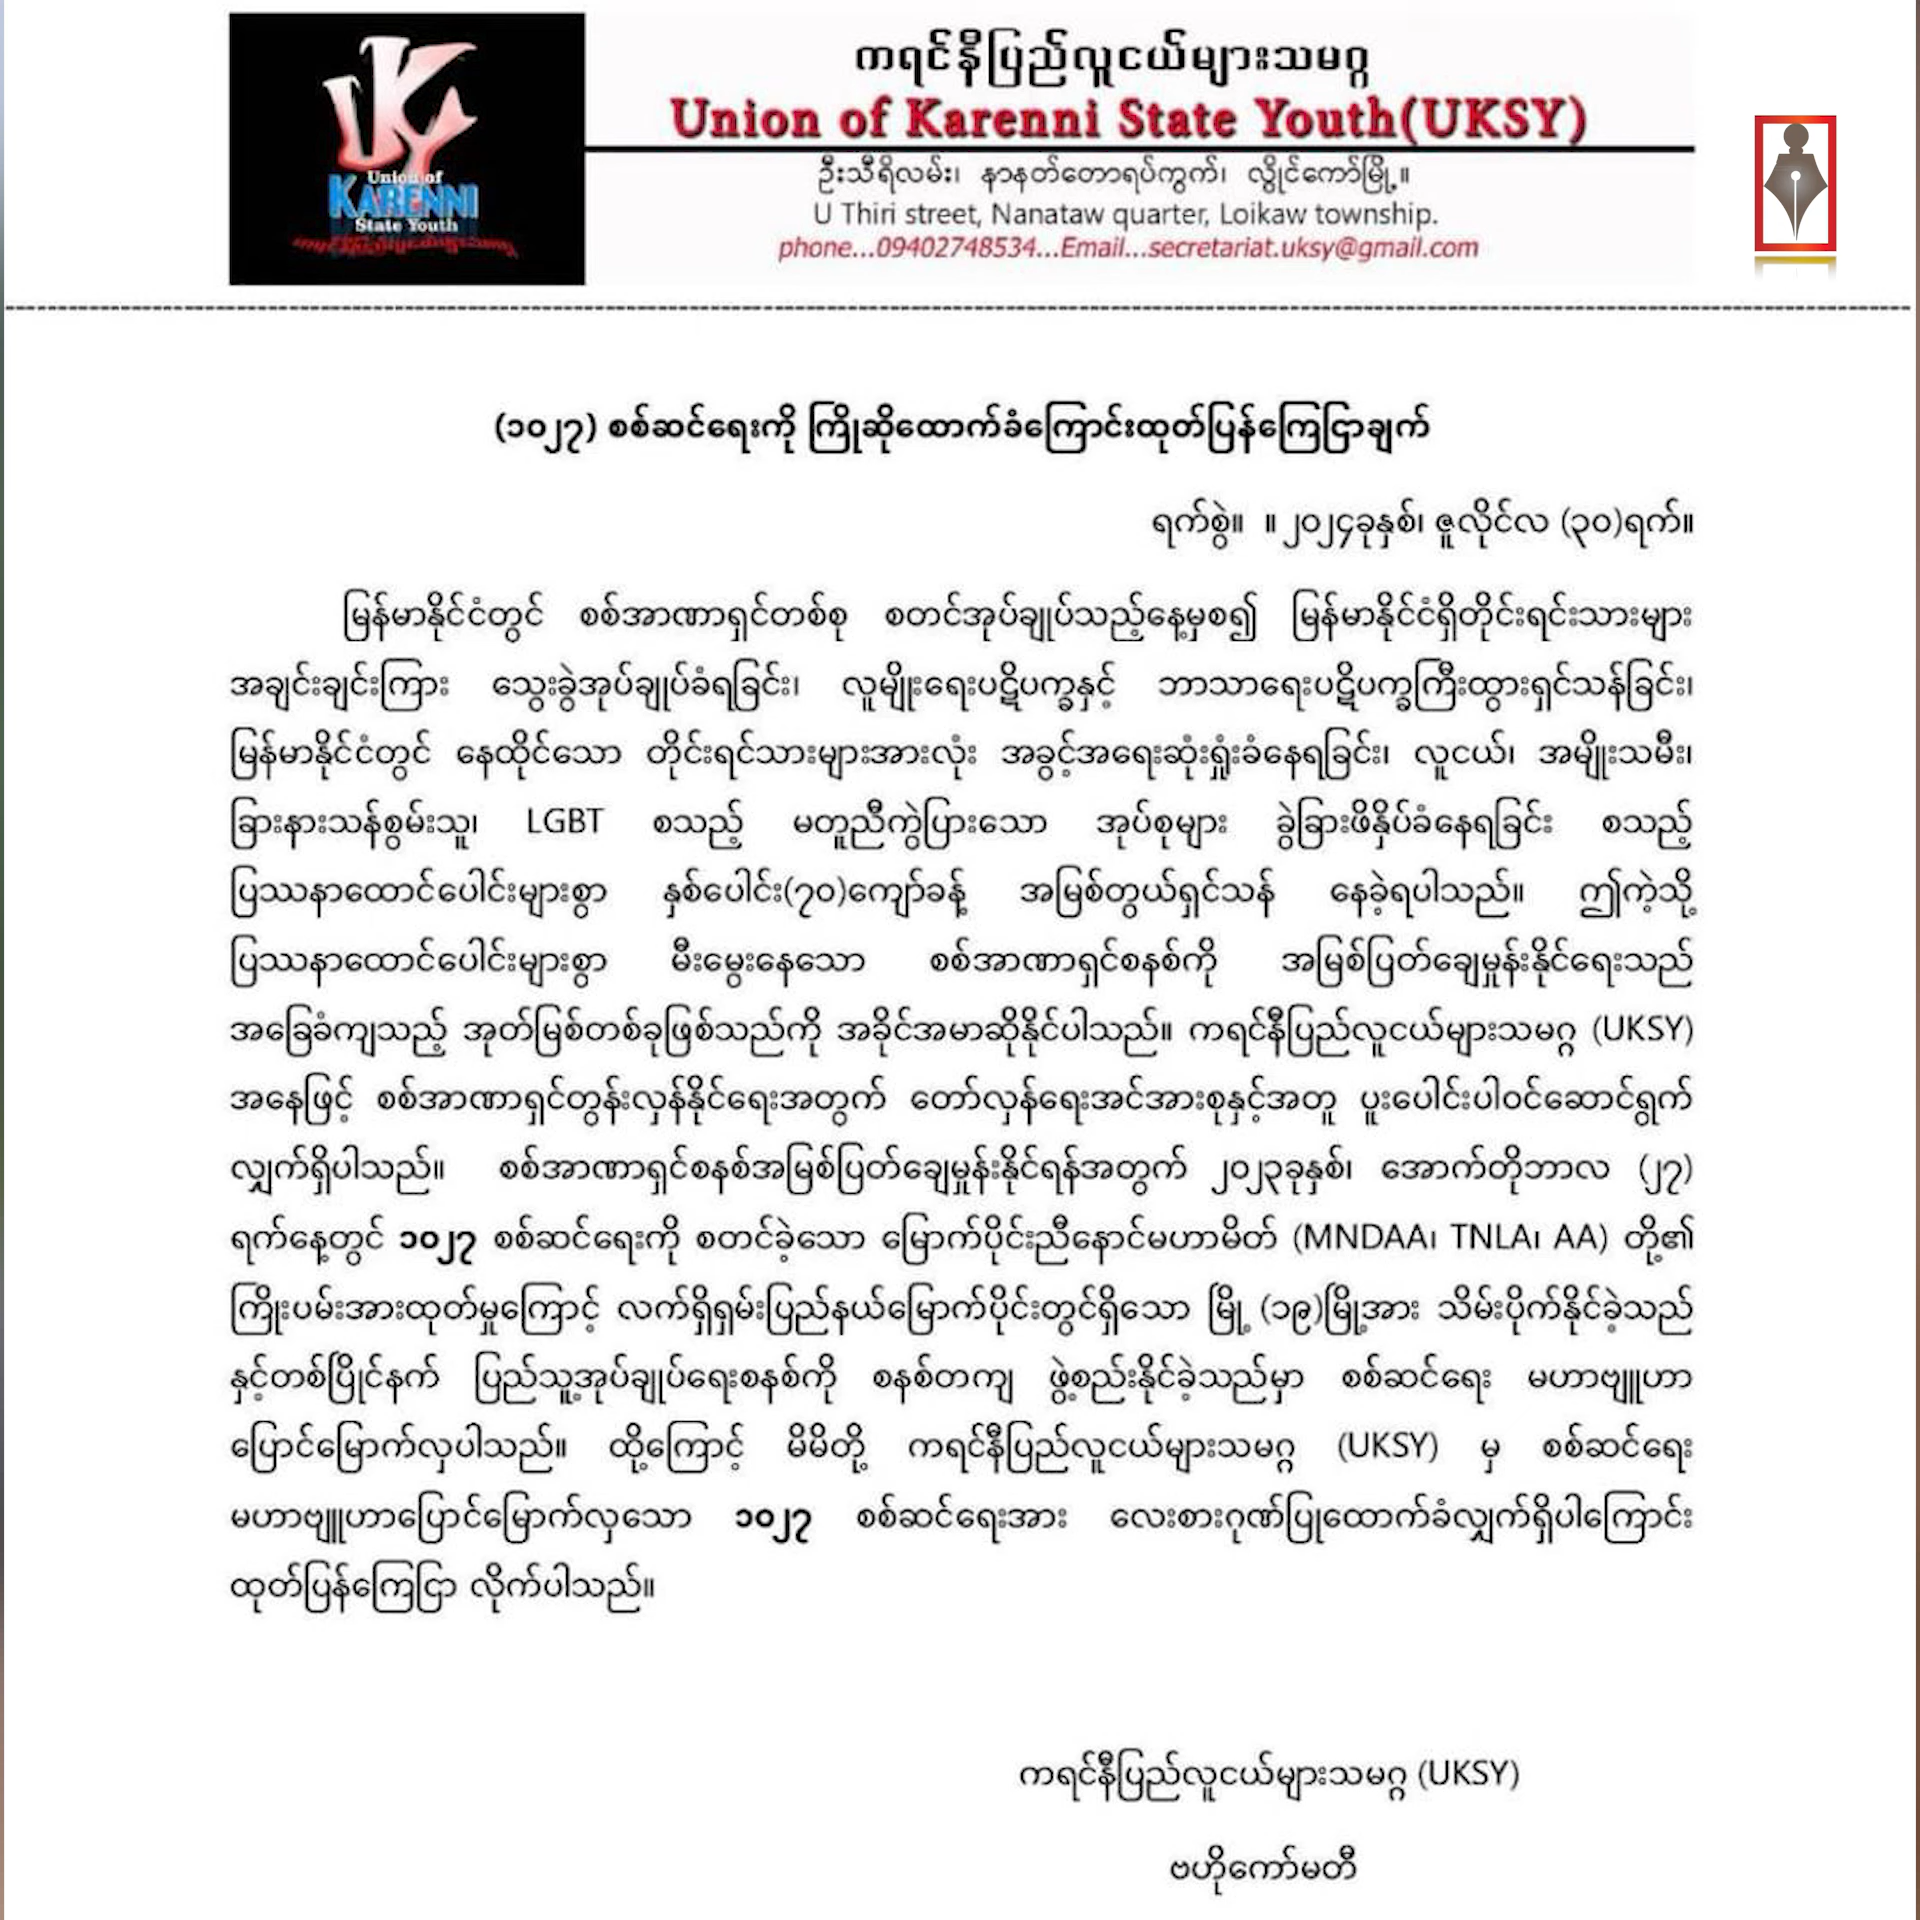 ကရင်နီပြည်လူငယ်များသမဂ္ဂ
Union of Karenni State Youth(UKSY)
ဦးသီရိလမ်း၊ နာနတ်တောရပ်ကွက်၊ လွိုင်ကော်မြို့။
U Thiri street, Nanataw quarter, Loikaw township.
phone...09402748534...Email...secretariat.uksy@gmail.com
UKY
Union of
KARENNI
State Youth
(၁၀၂၇) စစ်ဆင်ရေးကို ကြိုဆိုထောက်ခံကြောင်းထုတ်ပြန်ကြေငြာချက်
ရက်စွဲ။ ။၂၀၂၄ခုနှစ်၊ ဇူလိုင်လ (၃၀)ရက်။
မြန်မာနိုင်ငံတွင် စစ်အာဏာရှင်တစ်စု စတင်အုပ်ချုပ်သည့်နေ့မှစ၍ မြန်မာနိုင်ငံရှိတိုင်းရင်းသားများ
အချင်းချင်းကြား သွေးခွဲအုပ်ချုပ်ခံရခြင်း၊ လူမျိုးရေးပဋိပက္ခနှင့် ဘာသာရေးပဋိပက္ခကြီးထွားရှင်သန်ခြင်း၊
မြန်မာနိုင်ငံတွင် နေထိုင်သော တိုင်းရင်သားများအားလုံး အခွင့်အရေးဆုံးရှုံးခံနေရခြင်း၊ လူငယ်၊ အမျိုးသမီး၊
ခြားနားသန်စွမ်းသူ၊ LGBT စသည့် မတူညီကွဲပြားသော အုပ်စုများ ခွဲခြားဖိနှိပ်ခံနေရခြင်း စသည့်
ပြဿနာထောင်ပေါင်းများစွာ နှစ်ပေါင်း(၇၀)ကျော်ခန့် အမြစ်တွယ်ရှင်သန် နေခဲ့ရပါသည်။ ဤကဲ့သို့
ပြဿနာထောင်ပေါင်းများစွာ မီးမွှေးနေသော စစ်အာဏာရှင်စနစ်ကို အမြစ်ပြတ်ချေမှုန်းနိုင်ရေးသည်
အခြေခံကျသည့် အုတ်မြစ်တစ်ခုဖြစ်သည်ကို အခိုင်အမာဆိုနိုင်ပါသည်။ ကရင်နီပြည်လူငယ်များသမဂ္ဂ (UKSY)
အနေဖြင့် စစ်အာဏာရှင်တွန်းလှန်နိုင်ရေးအတွက် တော်လှန်ရေးအင်အားစုနှင့်အတူ ပူးပေါင်းပါဝင်ဆောင်ရွက်
လျှက်ရှိပါသည်။ စစ်အာဏာရှင်စနစ်အမြစ်ပြတ်ချေမှုန်းနိုင်ရန်အတွက် ၂၀၂၃ခုနှစ်၊ အောက်တိုဘာလ (၂၇)
ရက်နေ့တွင် ၁၀၂၇ စစ်ဆင်ရေးကို စတင်ခဲ့သော မြောက်ပိုင်းညီနောင်မဟာမိတ် (MNDAA၊ TNLA၊ AA) တို့၏
ကြိုးပမ်းအားထုတ်မှုကြောင့် လက်ရှိရှမ်းပြည်နယ်မြောက်ပိုင်းတွင်ရှိသော မြို့ (၁၉)မြို့အား သိမ်းပိုက်နိုင်ခဲ့သည်
နှင့်တစ်ပြိုင်နက် ပြည်သူ့အုပ်ချုပ်ရေးစနစ်ကို စနစ်တကျ ဖွဲ့စည်းနိုင်ခဲ့သည်မှာ စစ်ဆင်ရေး မဟာဗျူဟာ
ပြောင်မြောက်လှပါသည်။ ထို့ကြောင့် မိမိတို့ ကရင်နီပြည်လူငယ်များသမဂ္ဂ (UKSY) မှ စစ်ဆင်ရေး
မဟာဗျူဟာပြောင်မြောက်လှသော ၁၀၂၇ စစ်ဆင်ရေးအား လေးစားဂုဏ်ပြုထောက်ခံလျှက်ရှိပါကြောင်း
ထုတ်ပြန်ကြေငြာ လိုက်ပါသည်။
ကရင်နီပြည်လူငယ်များသမဂ္ဂ (UKSY)
ဗဟိုကော်မတီ